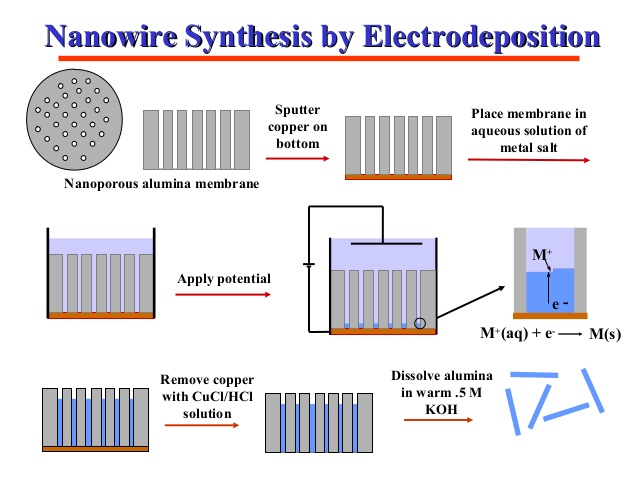 Nanowire Synthesis by Electrodeposition
Sputter
copper on
bottom
Place membrane in
aqueous solution of
metal salt
Nanoporous alumina membrane
Apply potential
M⁺
e -
M⁺(aq) + e⁻ → M(s)
Remove copper
with CuCl/HCl
solution
Dissolve alumina
in warm .5 M
KOH